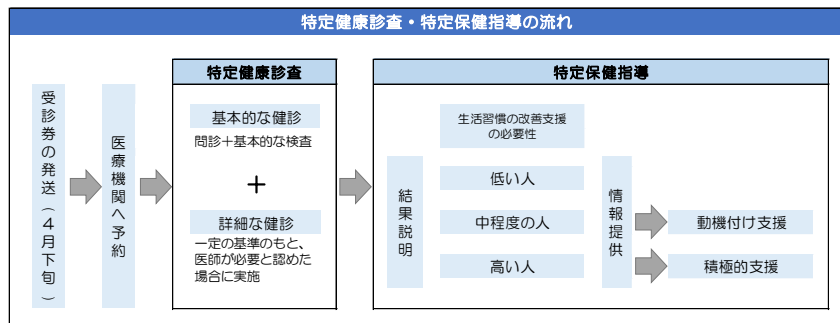 特定健康診査・特定保健指導の流れ
受診券の発送（４月下旬）
医療機関へ予約
特定健康診査
基本的な健診
問診＋基本的な検査
＋
詳細な健診
一定の基準のもと、
医師が必要と認めた
場合に実施
特定保健指導
結果説明
生活習慣の改善支援
の必要性
低い人
中程度の人
高い人
情報提供
動機付け支援
積極的支援